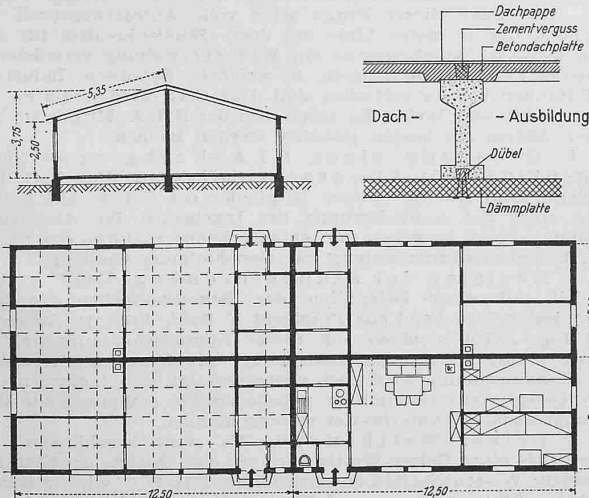 5,35
3,75
2,50
Dachpappe
Zementverguss
Betondachplatte
Dach - - Ausbildung
Dübel
Dämmplatte
12,50 12,50